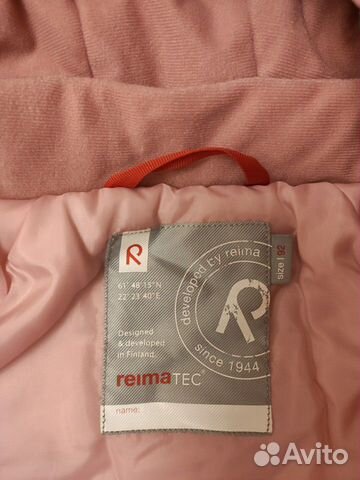 R
61° 48' 15"N
22° 23' 40"E
Designed
& developed
in Finland.
reimaTEC®
name:
developed by reima
R
since 1944
size 92
Avito